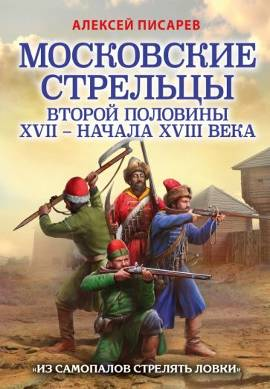 АЛЕКСЕЙ ПИСАРЕВ
МОСКОВСКИЕ
СТРЕЛЬЦЫ
ВТОРОЙ ПОЛОВИНЫ
XVII – НАЧАЛА XVIII ВЕКА
«ИЗ САМОПАЛОВ СТРЕЛЯТЬ ЛОВКИ»